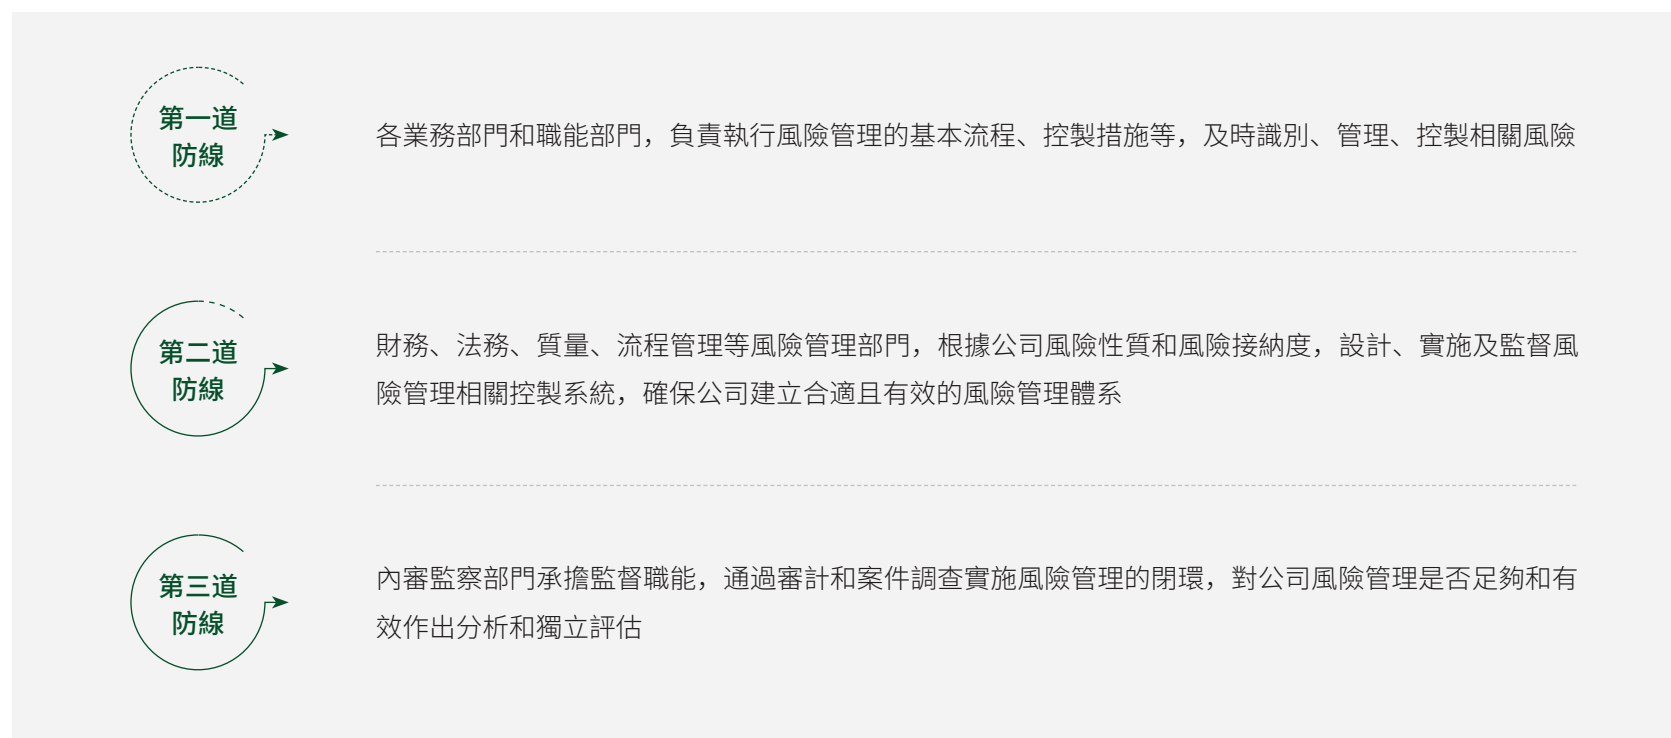 第一道
防線
各業務部門和職能部門，負責執行風險管理的基本流程、控製措施等，及時識別、管理、控製相關風險
第二道
防線
財務、法務、質量、流程管理等風險管理部門，根據公司風險性質和風險接納度，設計、實施及監督風
險管理相關控製系統，確保公司建立合適且有效的風險管理體系
第三道
防線
內審監察部門承擔監督職能，通過審計和案件調查實施風險管理的閉環，對公司風險管理是否足夠和有
效作出分析和獨立評估